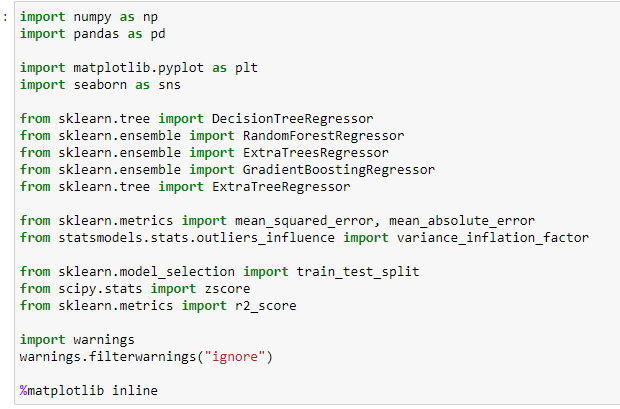 :
import numpy as np
import pandas as pd
import matplotlib.pyplot as plt
import seaborn as sns
from sklearn.tree import DecisionTreeRegressor
from sklearn.ensemble import RandomForestRegressor
from sklearn.ensemble import ExtraTreesRegressor
from sklearn.ensemble import GradientBoostingRegressor
from sklearn.tree import ExtraTreeRegressor
from sklearn.metrics import mean_squared_error, mean_absolute_error
from statsmodels.stats.outliers_influence import variance_inflation_factor
from sklearn.model_selection import train_test_split
from scipy.stats import zscore
from sklearn.metrics import r2_score
import warnings
warnings.filterwarnings("ignore")
%matplotlib inline